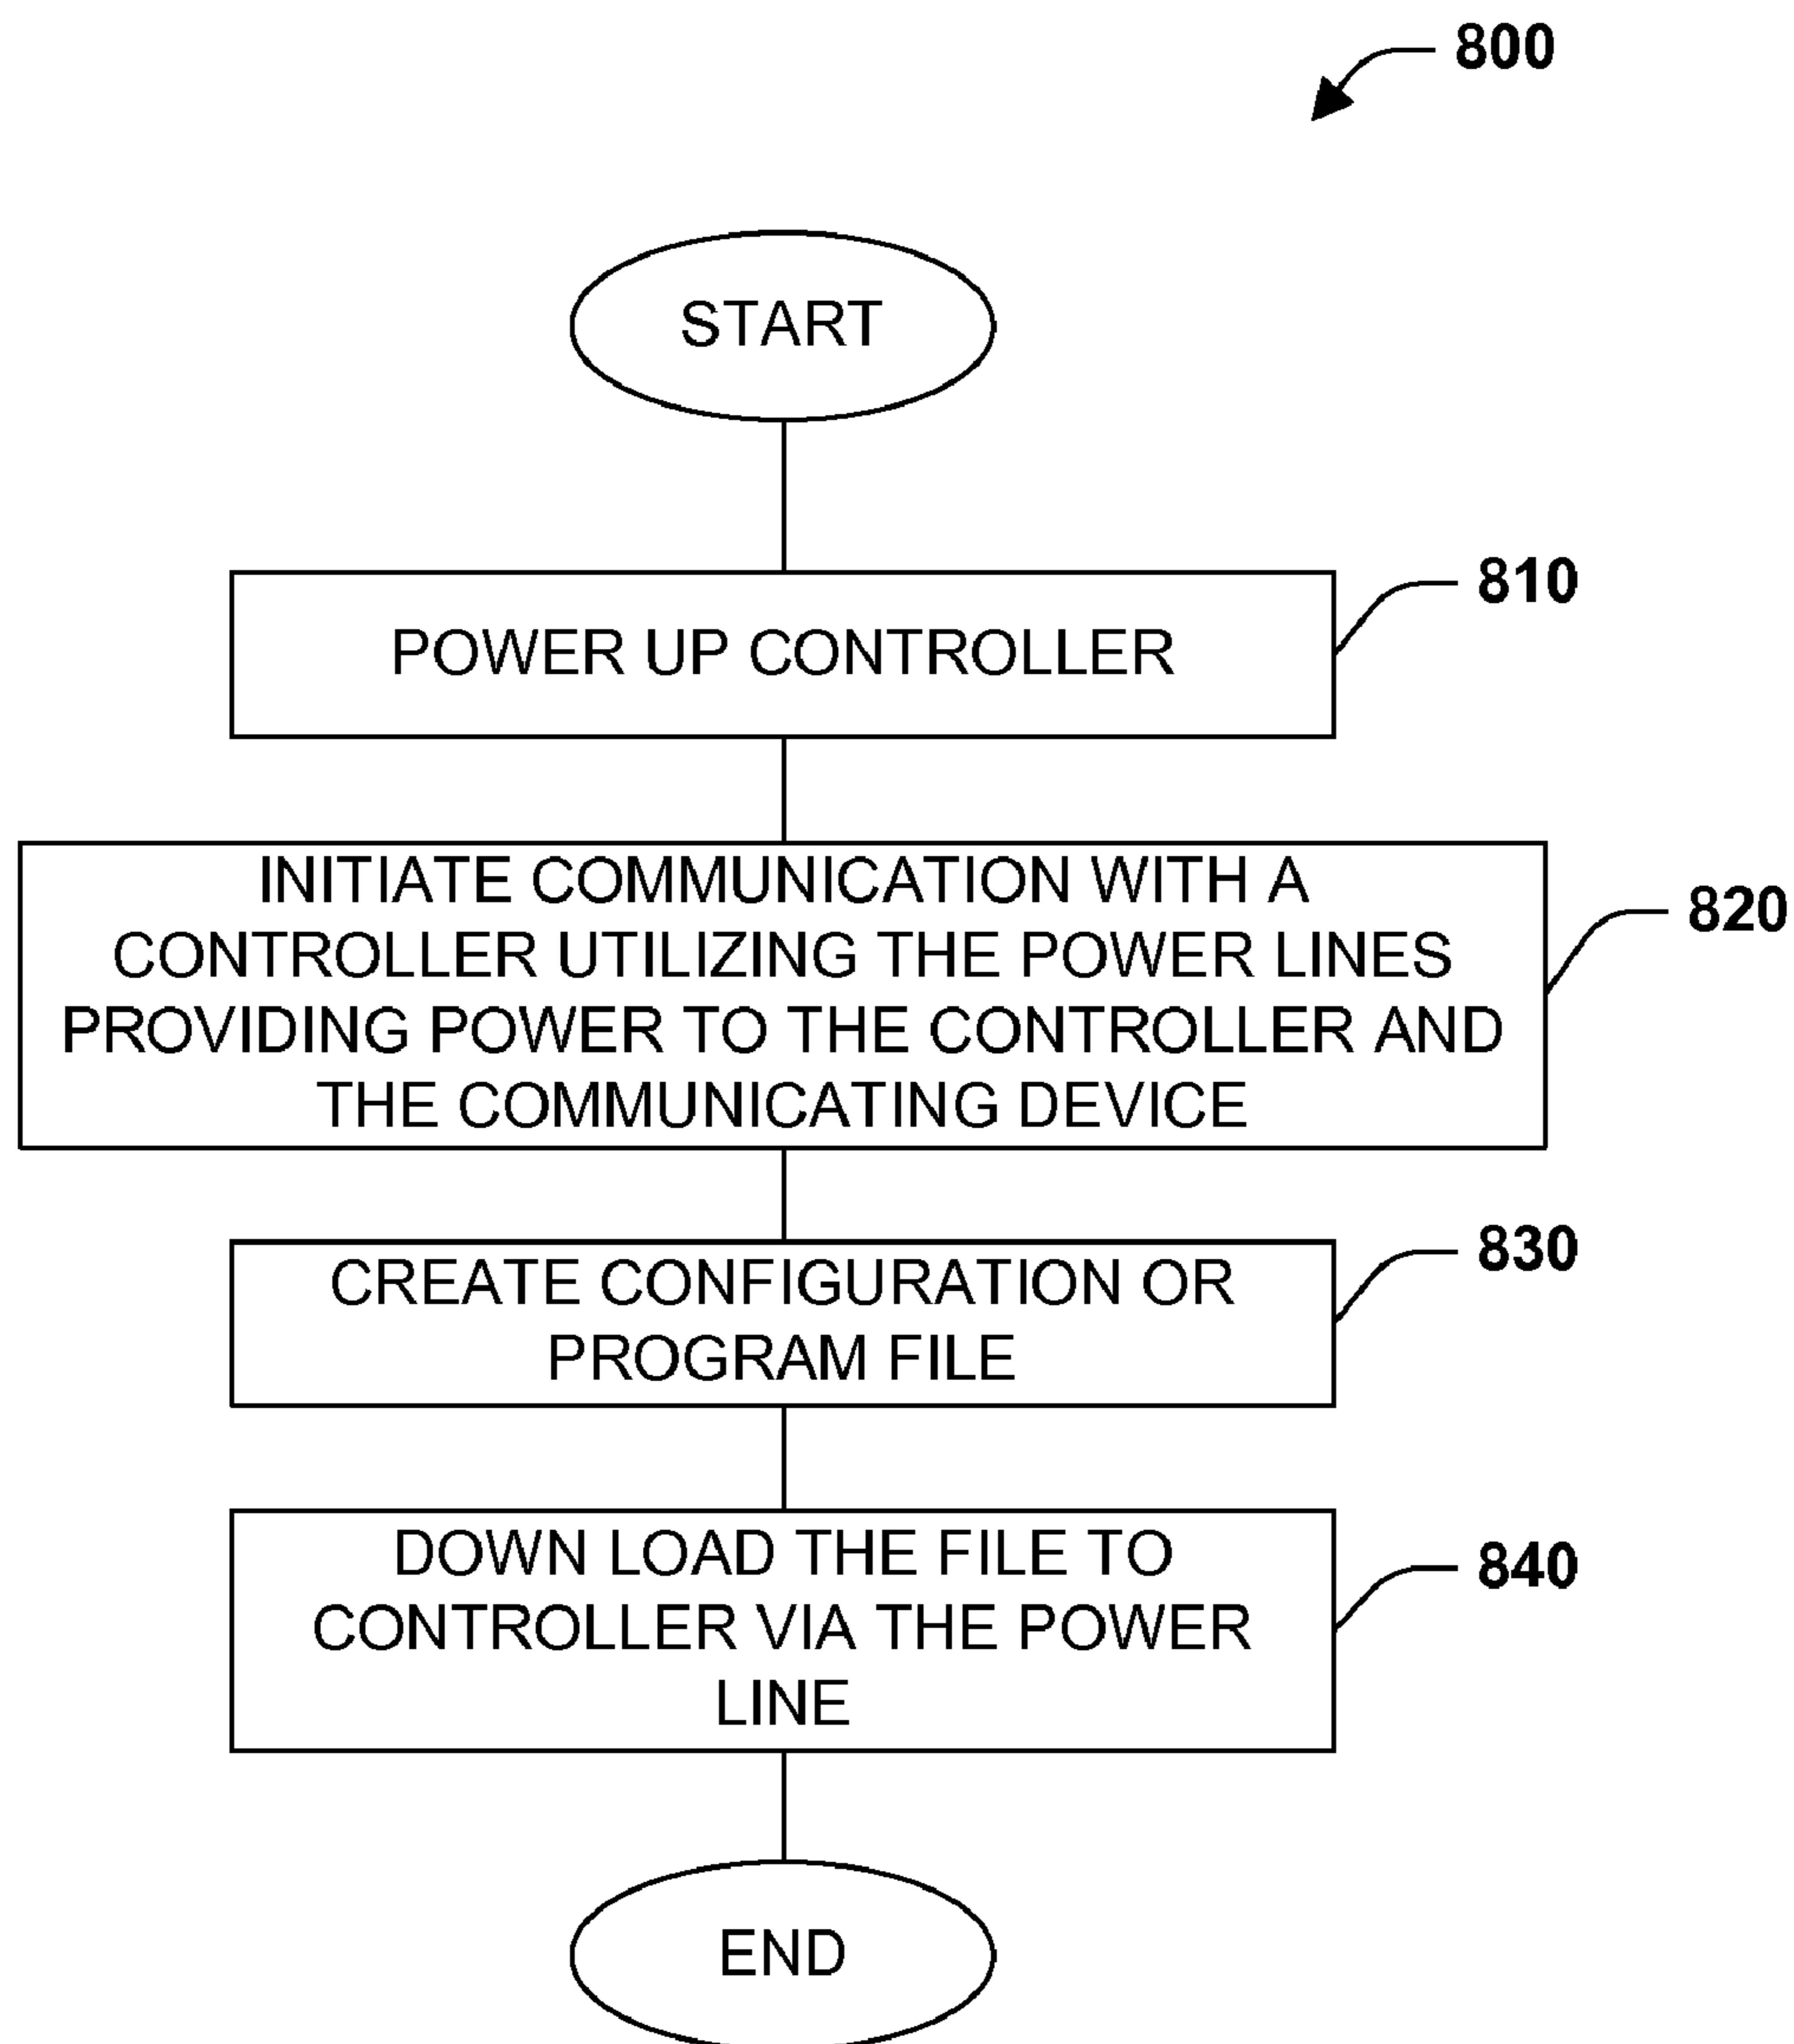 800
START
810
POWER UP CONTROLLER
INITIATE COMMUNICATION WITH A
820
CONTROLLER UTILIZING THE POWER LINES
PROVIDING POWER TO THE CONTROLLER AND
THE COMMUNICATING DEVICE
830
CREATE CONFIGURATION OR
PROGRAM FILE
DOWN LOAD THE FILE TO
840
CONTROLLER VIA THE POWER
LINE
END